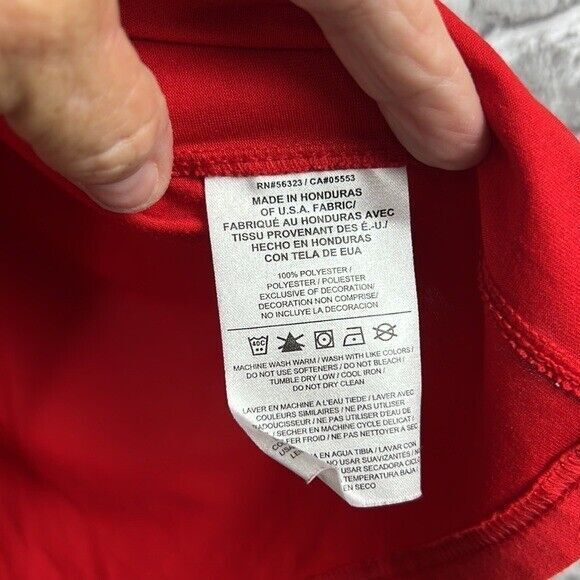 RN#56323 / CA#05553
MADE IN HONDURAS
OF U.S.A. FABRIC/
FABRIQUÉ AU HONDURAS AVEC
TISSU PROVENANT DES É.-U./
HECHO EN HONDURAS
CON TELA DE EUA
100% POLYESTER /
POLYESTER / POLIÉSTER
EXCLUSIVE OF DECORATION/
DECORATION NON COMPRISE/
NO INCLUYE LA DECORACION
40C
MACHINE WASH WARM / WASH WITH LIKE COLORS /
DO NOT USE SOFTENERS / DO NOT BLEACH /
TUMBLE DRY LOW / COOL IRON /
DO NOT DRY CLEAN
LAVER EN MACHINE A L'EAU TIEDE / LAVER AVEC
COULEURS SIMILAIRES / NE PAS UTILISER
ADOUCISSEUR / NE PAS UTILISER DE
/ SECHER EN MACHINE CYCLE DELICAT /
FER FROID / NE PAS NETTOYER A SEC
EN AGUA TIBIA / LAV
NO USAR SUAVIZANTES / N
USAR SECADORA CICL
TEMPERATURA BAJA
EN SECO